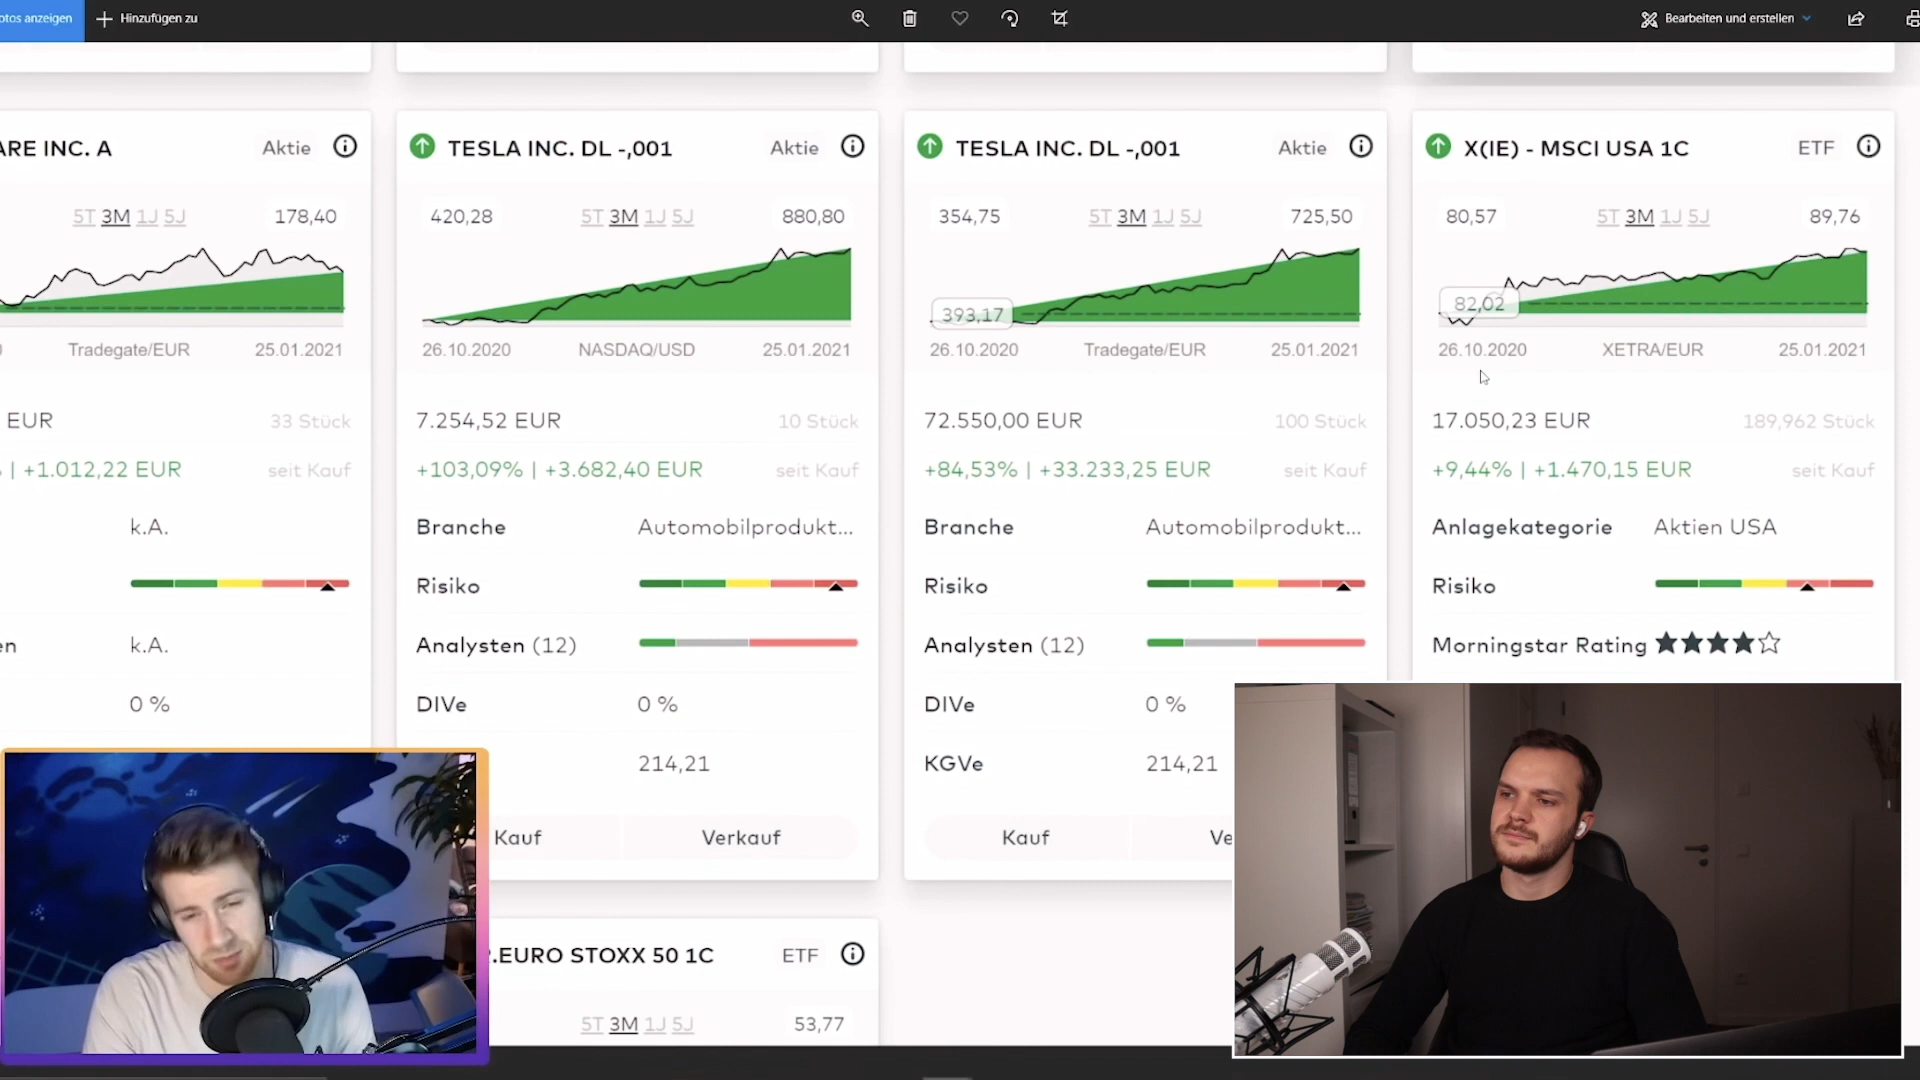 otos anzeigen
Hinzufügen zu
Bearbeiten und erstellen
ARE INC. A Aktie
5T 3M 1J 5J 178,40
Tradegate/EUR 25.01.2021
EUR 33 Stück
| +1.012,22 EUR seit Kauf
k.A.
k.A.
0 %
TESLA INC. DL -,001 Aktie
420,28 5T 3M 1J 5J 880,80
26.10.2020 NASDAQ/USD 25.01.2021
7.254,52 EUR 10 Stück
+103,09% | +3.682,40 EUR seit Kauf
Branche Automobilprodukt...
Risiko
Analysten (12)
DIVe 0 %
214,21
Kauf Verkauf
TESLA INC. DL -,001 Aktie
354,75 5T 3M 1J 5J 725,50
393,17
26.10.2020 Tradegate/EUR 25.01.2021
72.550,00 EUR 100 Stück
+84,53% | +33.233,25 EUR seit Kauf
Branche Automobilprodukt...
Risiko
Analysten (12)
DIVe 0 %
KGVe 214,21
Kauf Ve
X(IE) - MSCI USA 1C ETF
80,57 5T 3M 1J 5J 89,76
82,02
26.10.2020 XETRA/EUR 25.01.2021
17.050,23 EUR 189,962 Stück
+9,44% | +1.470,15 EUR seit Kauf
Anlagekategorie Aktien USA
Risiko
Morningstar Rating
.EURO STOXX 50 1C ETF
5T 3M 1J 5J 53,77